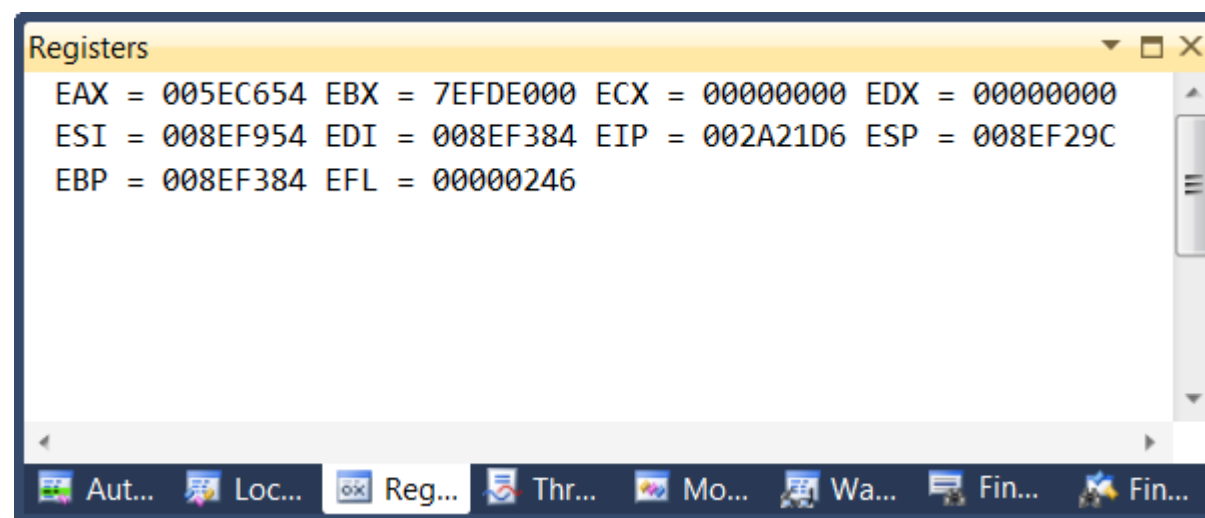 Registers
EAX = 005EC654 EBX = 7EFDE000 ECX = 00000000 EDX = 00000000
ESI = 008EF954 EDI = 008EF384 EIP = 002A21D6 ESP = 008EF29C
EBP = 008EF384 EFL = 00000246
Aut... Loc... Reg... Thr... Mo... Wa... Fin... Fin...